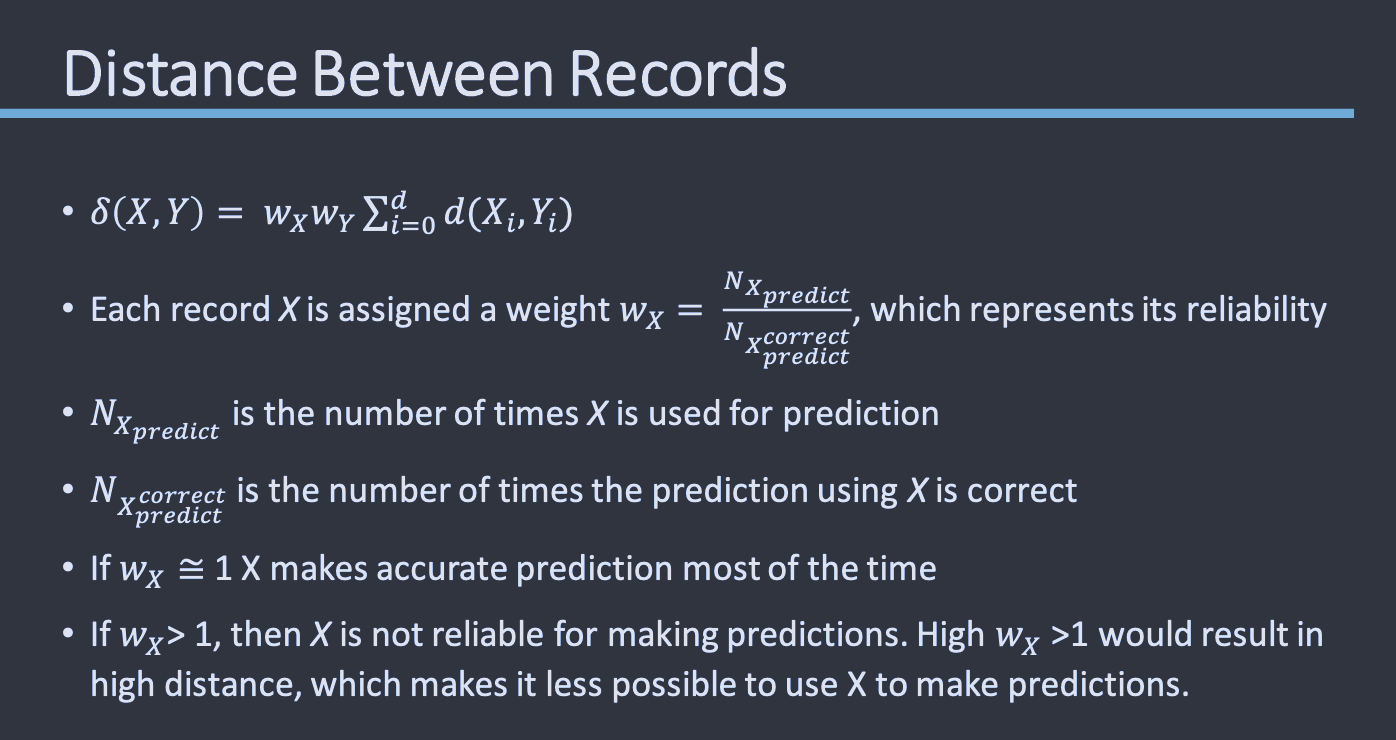 Distance Between Records
• δ(X, Y) = w_X w_Y ∑_{i=0}^{d} d(X_i, Y_i)
• Each record X is assigned a weight w_X = N_{X_{predict}} / N_{X_{predict}^{correct}}, which represents its reliability
• N_{X_{predict}} is the number of times X is used for prediction
• N_{X_{predict}^{correct}} is the number of times the prediction using X is correct
• If w_X ≅ 1 X makes accurate prediction most of the time
• If w_X> 1, then X is not reliable for making predictions. High w_X >1 would result in
high distance, which makes it less possible to use X to make predictions.